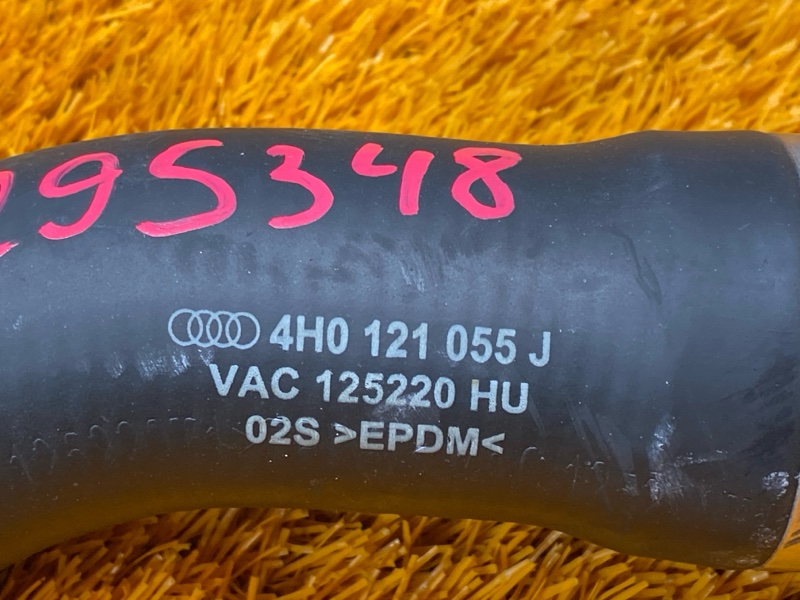 95348
4H0 121 055 J
VAC 125220 HU
02S >EPDM<